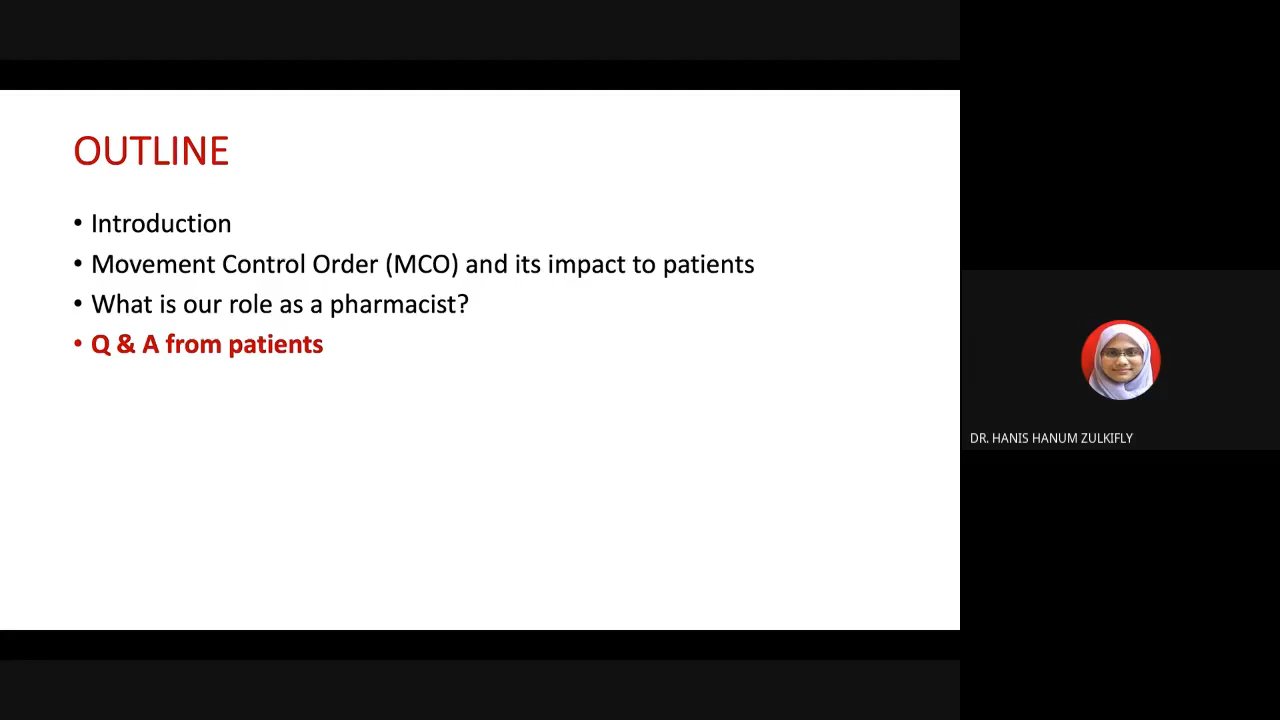 OUTLINE
• Introduction
• Movement Control Order (MCO) and its impact to patients
• What is our role as a pharmacist?
• Q & A from patients
DR. HANIS HANUM ZULKIFLY